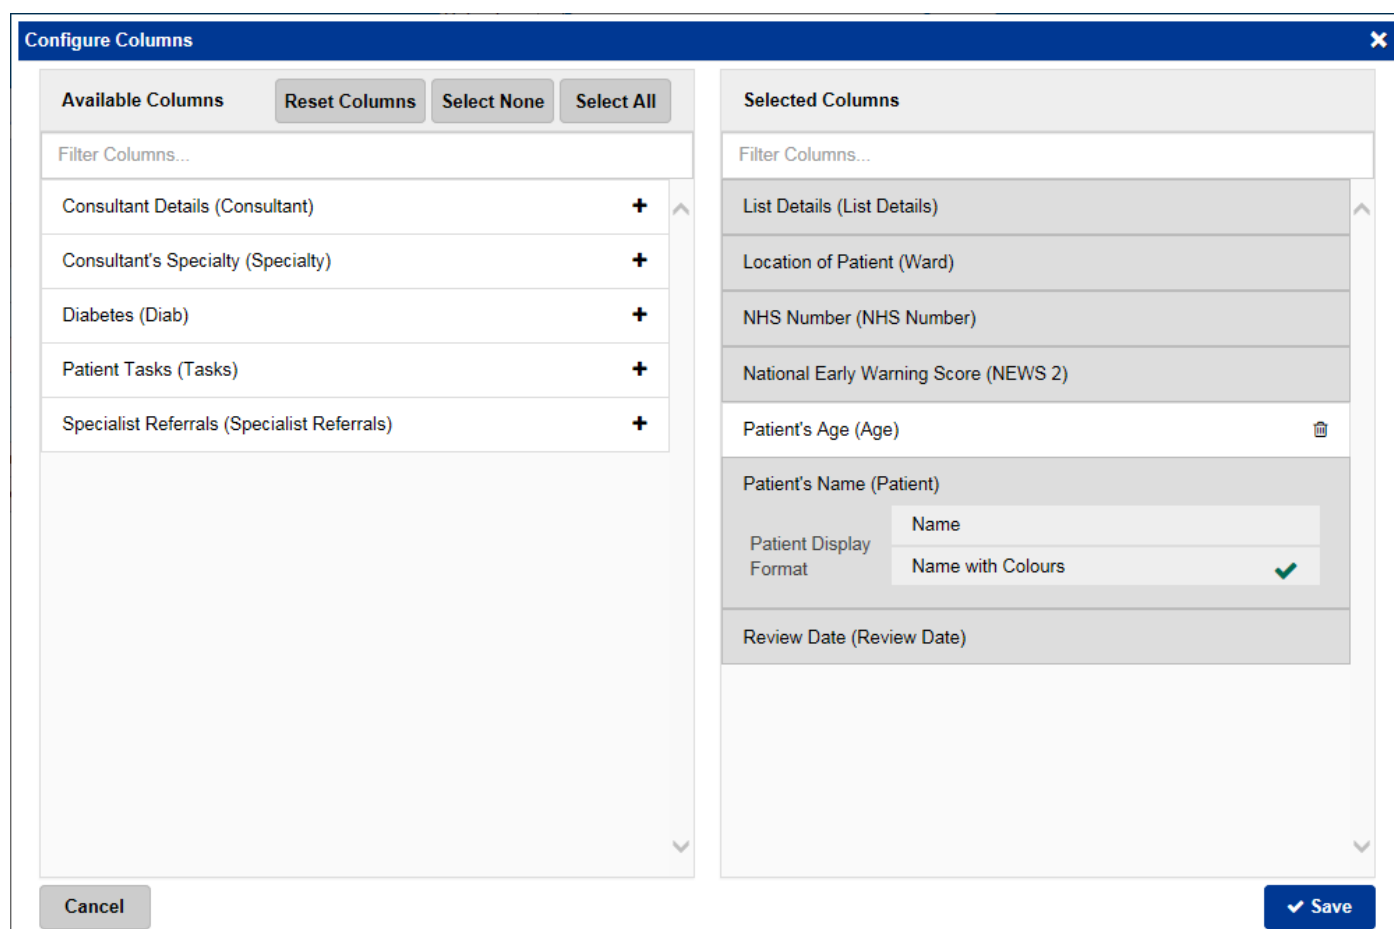 Configure Columns
Available Columns
Reset Columns
Select None
Select All
Filter Columns...
Consultant Details (Consultant)
Consultant's Specialty (Specialty)
Diabetes (Diab)
Patient Tasks (Tasks)
Specialist Referrals (Specialist Referrals)
Selected Columns
Filter Columns...
List Details (List Details)
Location of Patient (Ward)
NHS Number (NHS Number)
National Early Warning Score (NEWS 2)
Patient's Age (Age)
Patient's Name (Patient)
Patient Display
Format
Name
Name with Colours
Review Date (Review Date)
Cancel
Save